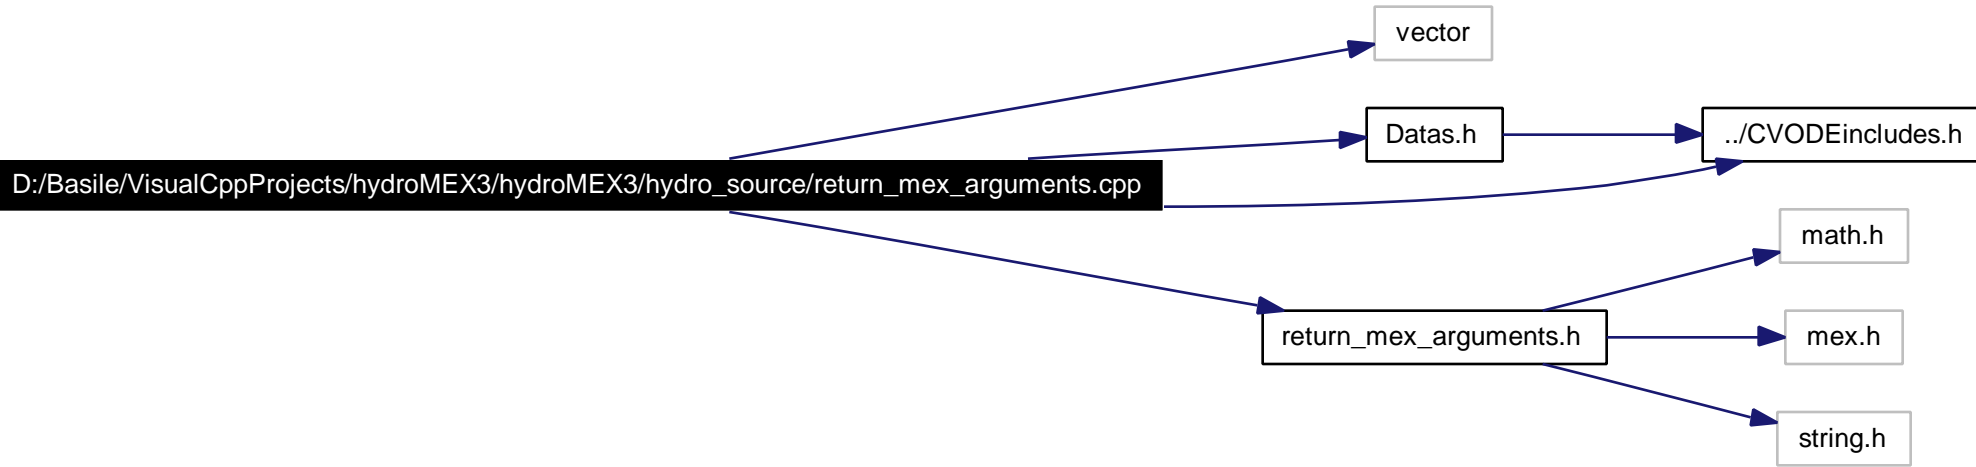 vector
Datas.h
../CVODEincludes.h
D:/Basile/VisualCppProjects/hydroMEX3/hydroMEX3/hydro_source/return_mex_arguments.cpp
math.h
return_mex_arguments.h
mex.h
string.h